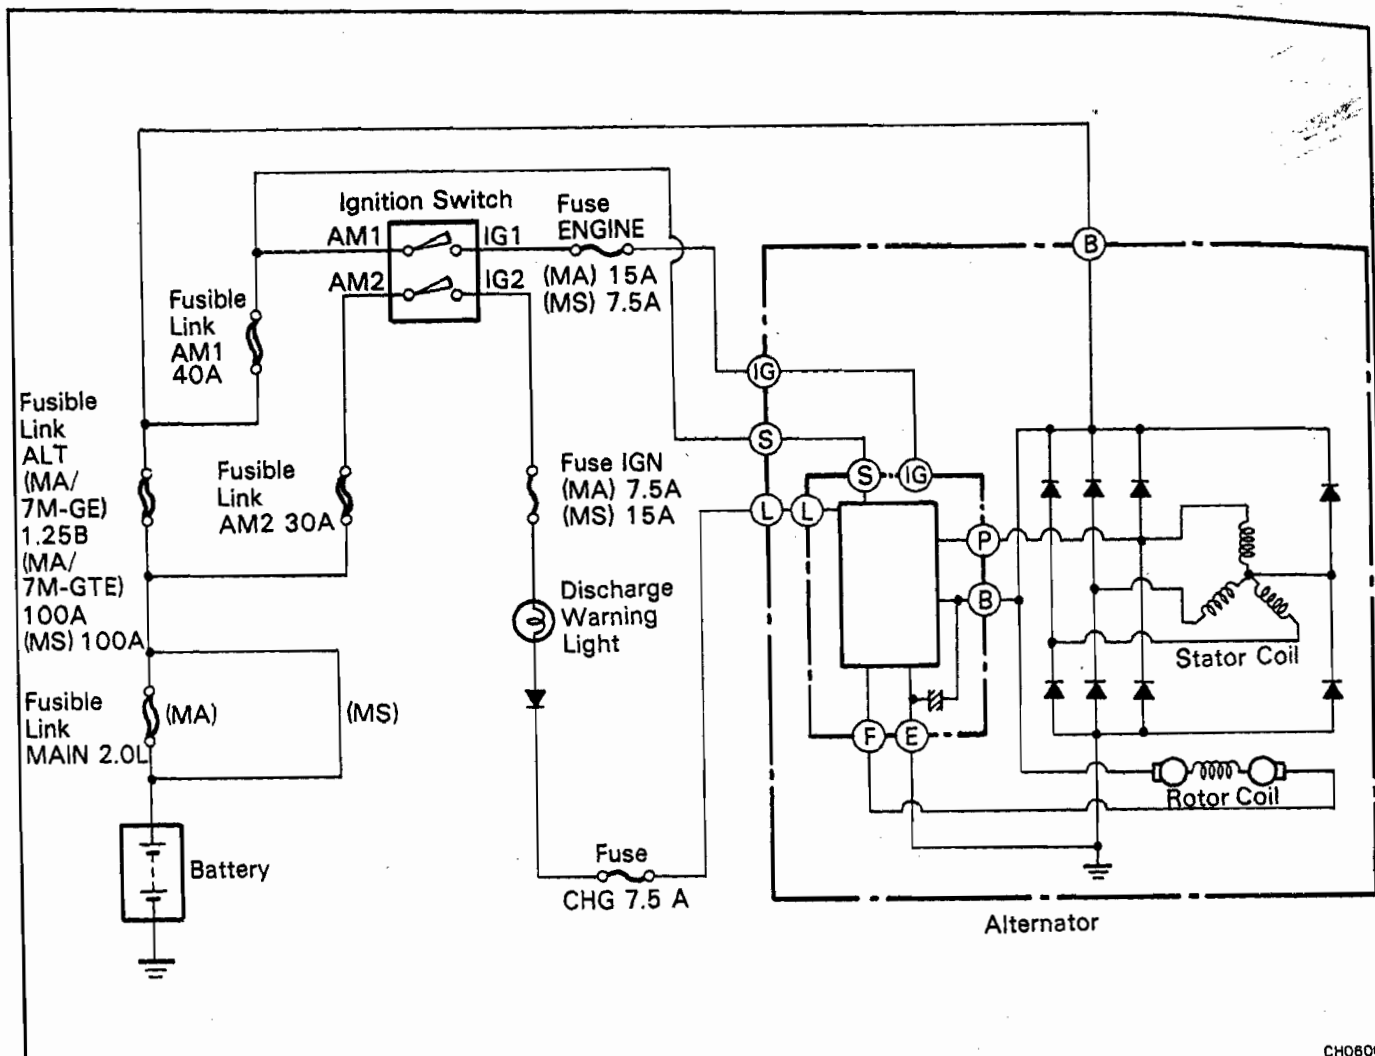 Ignition Switch
AM1
IG1
AM2
IG2
Fuse
ENGINE
(MA) 15A
(MS) 7.5A
B
Fusible
Link
AM1
40A
IG
Fusible
Link
ALT
(MA/
7M-GE)
1.25B
(MA/
7M-GTE)
100A
(MS) 100A
Fusible
Link
AM2 30A
Fuse IGN
(MA) 7.5A
(MS) 15A
S
S
IG
L
L
P
B
Discharge
Warning
Light
Stator Coil
Fusible
Link
MAIN 2.0L
(MA)
(MS)
F
E
Rotor Coil
Battery
Fuse
CHG 7.5 A
Alternator